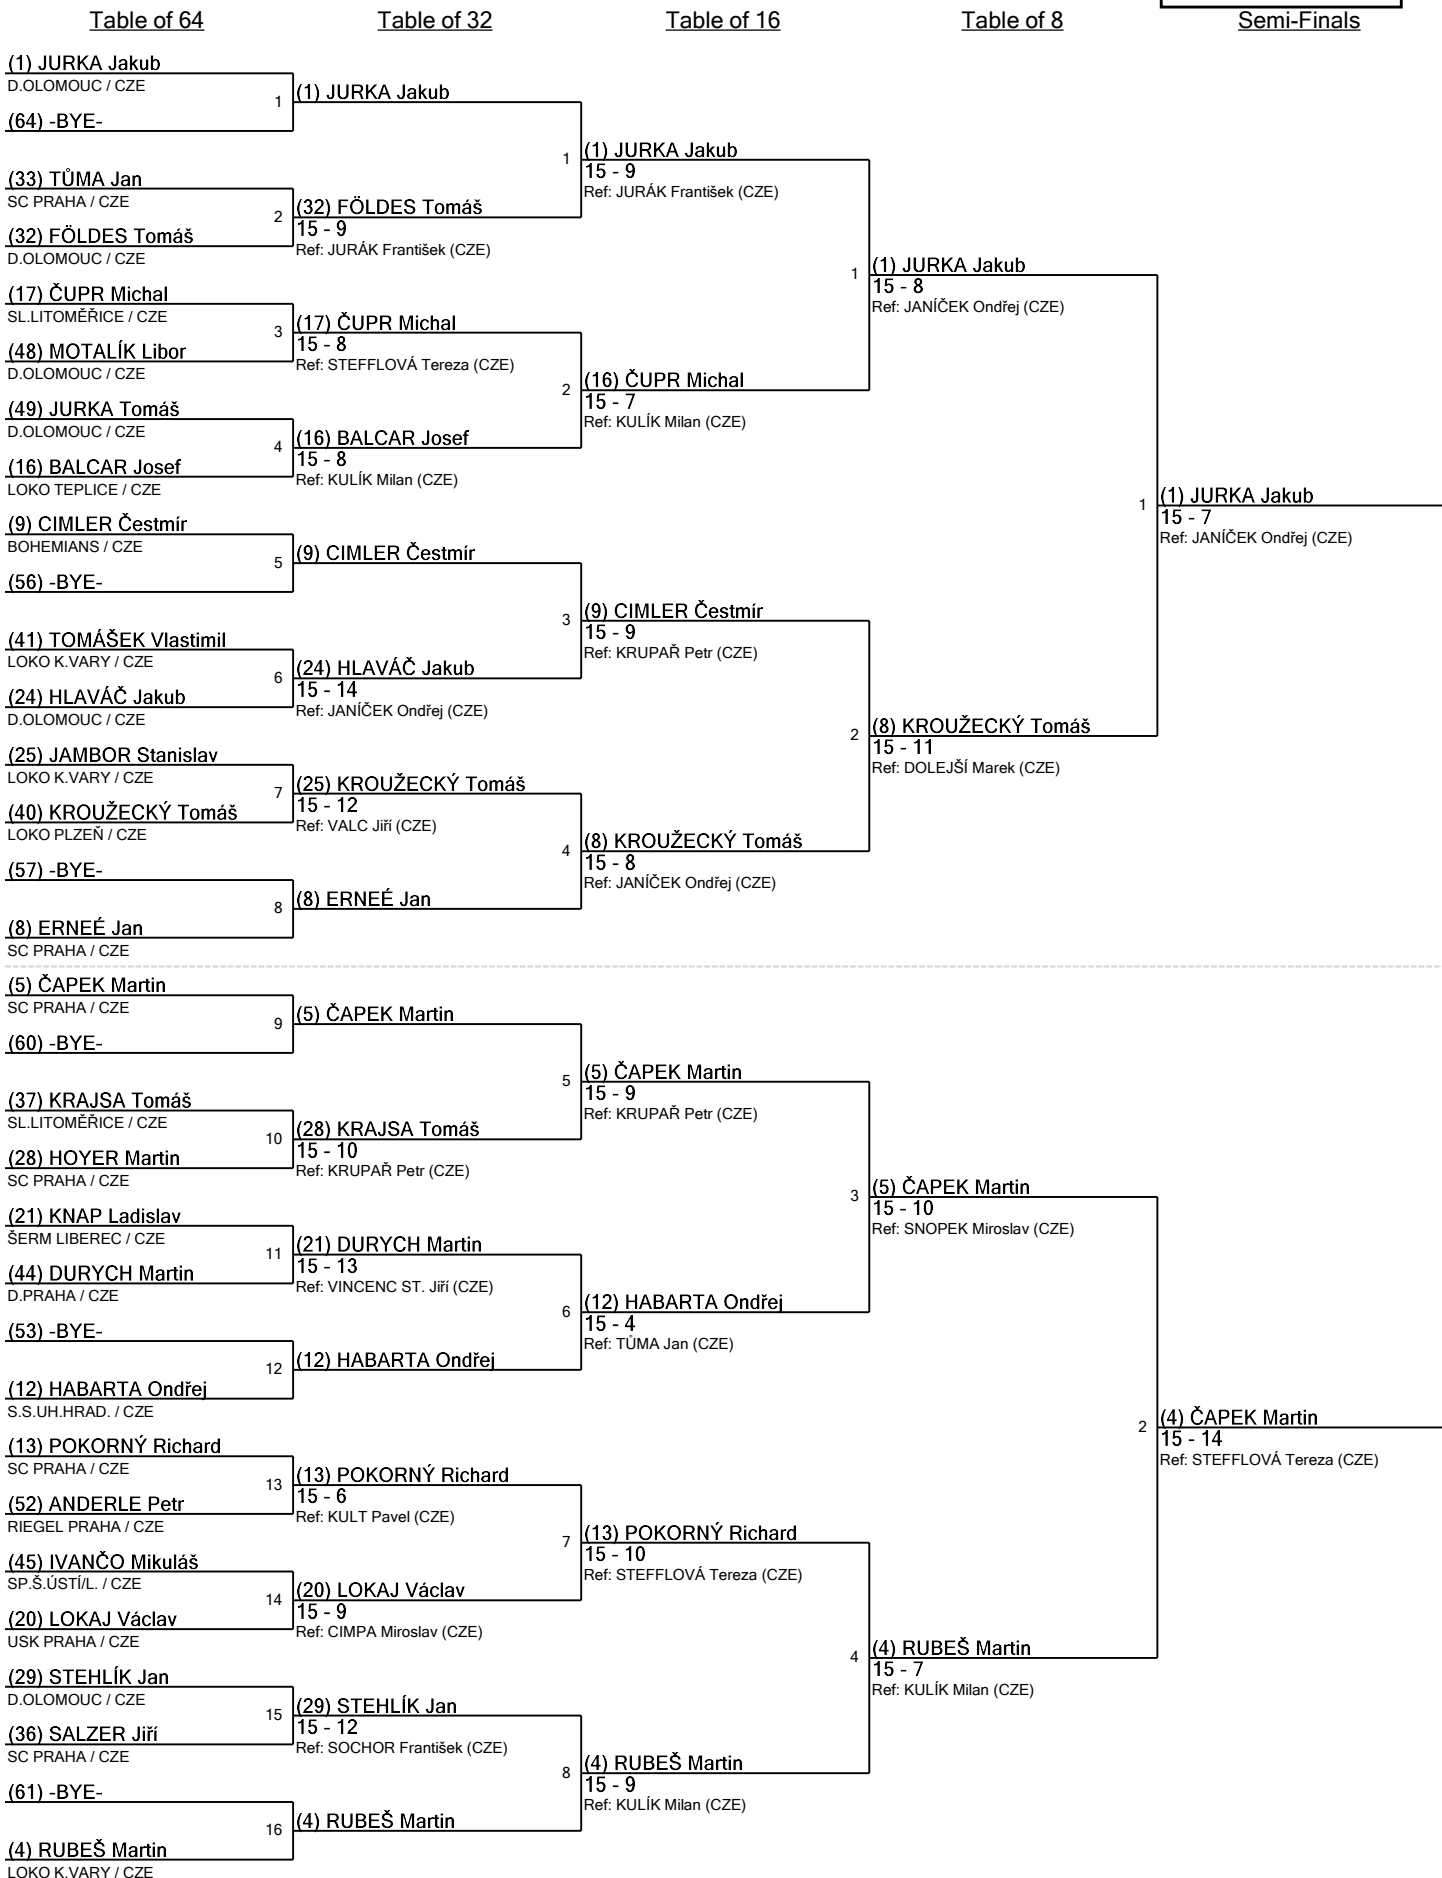 Table of 64
Table of 32
Table of 16
Table of 8
Semi-Finals
(1) JURKA Jakub
D.OLOMOUC / CZE
1
(64) -BYE-
(33) TŮMA Jan
SC PRAHA / CZE
2
(32) FÖLDES Tomáš
D.OLOMOUC / CZE
(17) ČUPR Michal
SL.LITOMĚŘICE / CZE
3
(48) MOTALÍK Libor
D.OLOMOUC / CZE
(49) JURKA Tomáš
D.OLOMOUC / CZE
4
(16) BALCAR Josef
LOKO TEPLICE / CZE
(9) CIMLER Čestmír
BOHEMIANS / CZE
5
(56) -BYE-
(41) TOMÁŠEK Vlastimil
LOKO K.VARY / CZE
6
(24) HLAVÁČ Jakub
D.OLOMOUC / CZE
(25) JAMBOR Stanislav
LOKO K.VARY / CZE
7
(40) KROUŽECKÝ Tomáš
LOKO PLZEŇ / CZE
(57) -BYE-
8
(8) ERNEÉ Jan
SC PRAHA / CZE
(5) ČAPEK Martin
SC PRAHA / CZE
9
(60) -BYE-
(37) KRAJSA Tomáš
SL.LITOMĚŘICE / CZE
10
(28) HOYER Martin
SC PRAHA / CZE
(21) KNAP Ladislav
ŠERM LIBEREC / CZE
11
(44) DURYCH Martin
D.PRAHA / CZE
(53) -BYE-
12
(12) HABARTA Ondřej
S.S.UH.HRAD. / CZE
(13) POKORNÝ Richard
SC PRAHA / CZE
13
(52) ANDERLE Petr
RIEGEL PRAHA / CZE
(45) IVANČO Mikuláš
SP.Š.ÚSTÍ/L. / CZE
14
(20) LOKAJ Václav
USK PRAHA / CZE
(29) STEHLÍK Jan
D.OLOMOUC / CZE
15
(36) SALZER Jiří
SC PRAHA / CZE
(61) -BYE-
16
(4) RUBEŠ Martin
LOKO K.VARY / CZE
(1) JURKA Jakub
1
(32) FÖLDES Tomáš
15 - 9
Ref: JURÁK František (CZE)
(17) ČUPR Michal
15 - 8
Ref: STEFFLOVÁ Tereza (CZE)
2
(16) BALCAR Josef
15 - 8
Ref: KULÍK Milan (CZE)
(9) CIMLER Čestmír
3
(24) HLAVÁČ Jakub
15 - 14
Ref: JANÍČEK Ondřej (CZE)
(25) KROUŽECKÝ Tomáš
15 - 12
Ref: VALC Jiří (CZE)
4
(8) ERNEÉ Jan
(5) ČAPEK Martin
5
(28) KRAJSA Tomáš
15 - 10
Ref: KRUPAŘ Petr (CZE)
(21) DURYCH Martin
15 - 13
Ref: VINCENC ST. Jiří (CZE)
6
(12) HABARTA Ondřej
(13) POKORNÝ Richard
15 - 6
Ref: KULT Pavel (CZE)
7
(20) LOKAJ Václav
15 - 9
Ref: CIMPA Miroslav (CZE)
(29) STEHLÍK Jan
15 - 12
Ref: SOCHOR František (CZE)
8
(4) RUBEŠ Martin
(1) JURKA Jakub
15 - 9
Ref: JURÁK František (CZE)
1
(16) ČUPR Michal
15 - 7
Ref: KULÍK Milan (CZE)
(9) CIMLER Čestmír
15 - 9
Ref: KRUPAŘ Petr (CZE)
2
(8) KROUŽECKÝ Tomáš
15 - 8
Ref: JANÍČEK Ondřej (CZE)
(5) ČAPEK Martin
15 - 9
Ref: KRUPAŘ Petr (CZE)
3
(12) HABARTA Ondřej
15 - 4
Ref: TŮMA Jan (CZE)
(13) POKORNÝ Richard
15 - 10
Ref: STEFFLOVÁ Tereza (CZE)
4
(4) RUBEŠ Martin
15 - 9
Ref: KULÍK Milan (CZE)
(1) JURKA Jakub
15 - 8
Ref: JANÍČEK Ondřej (CZE)
1
(8) KROUŽECKÝ Tomáš
15 - 11
Ref: DOLEJŠÍ Marek (CZE)
(5) ČAPEK Martin
15 - 10
Ref: SNOPEK Miroslav (CZE)
2
(4) RUBEŠ Martin
15 - 7
Ref: KULÍK Milan (CZE)
(1) JURKA Jakub
15 - 7
Ref: JANÍČEK Ondřej (CZE)
(4) ČAPEK Martin
15 - 14
Ref: STEFFLOVÁ Tereza (CZE)